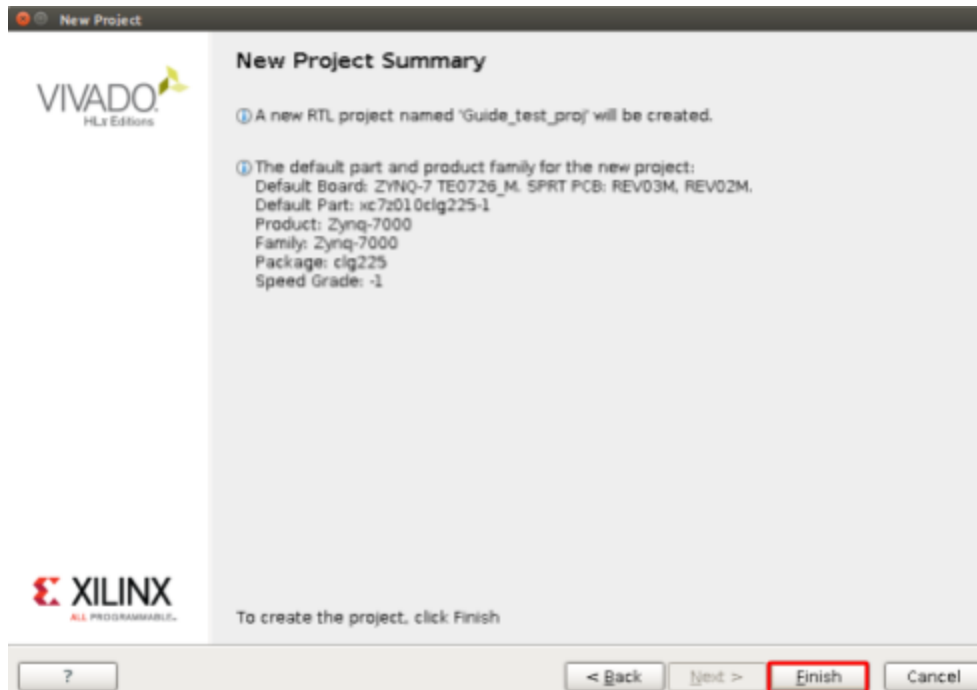 New Project
VIVADO.
HLx Editions
New Project Summary
A new RTL project named 'Guide_test_proj' will be created.
The default part and product family for the new project:
Default Board: ZYNQ-7 TE0726_M. SPRT PCB: REV03M, REV02M.
Default Part: xc7z010clg225-1
Product: Zynq-7000
Family: Zynq-7000
Package: clg225
Speed Grade: -1
XILINX
ALL PROGRAMMABLE™
To create the project, click Finish
?
< Back
Next >
Finish
Cancel